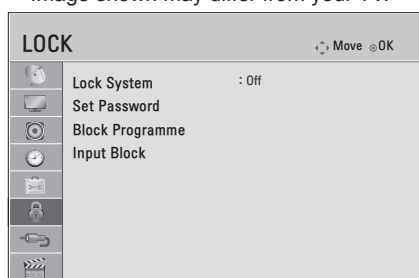 Image shown may differ from your TV.
LOCK
Move OK
Lock System : Off
Set Password
Block Programme
Input Block